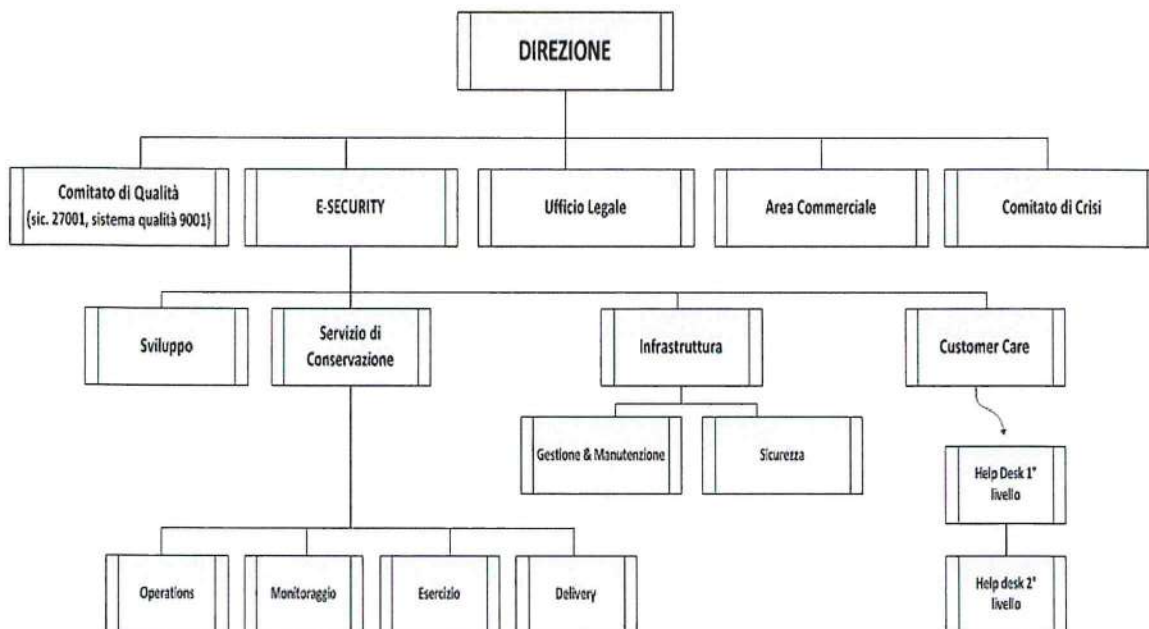 DIREZIONE
Comitato di Qualità
(sic. 27001, sistema qualità 9001)
E-SECURITY
Ufficio Legale
Area Commerciale
Comitato di Crisi
Sviluppo
Servizio di
Conservazione
Infrastruttura
Customer Care
Gestione & Manutenzione
Sicurezza
Help Desk 1°
livello
Operations
Monitoraggio
Esercizio
Delivery
Help desk 2°
livello